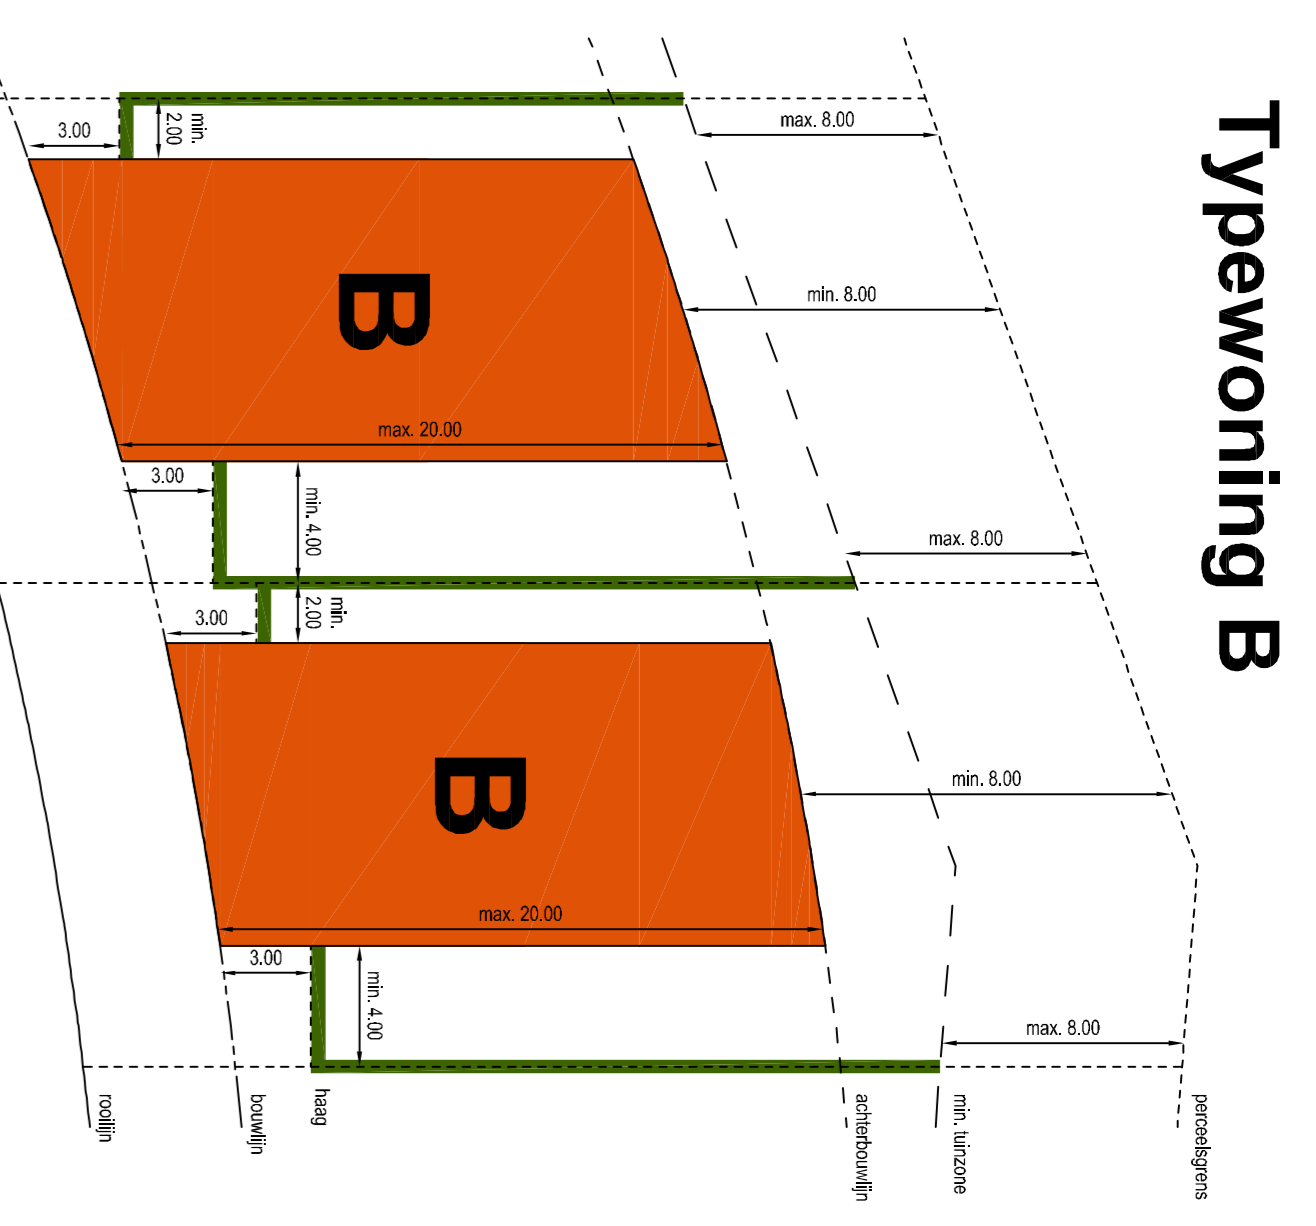 Typewoning B
max. 8.00
3.00
min.
2.00
min. 8.00
B
max. 20.00
3.00
min. 4.00
max. 8.00
3.00
min.
2.00
min. 8.00
B
max. 20.00
3.00
min. 4.00
max. 8.00
rooilijn
bouwlijn
haag
achterbouwlijn
min. tuinzone
perceelsgrens